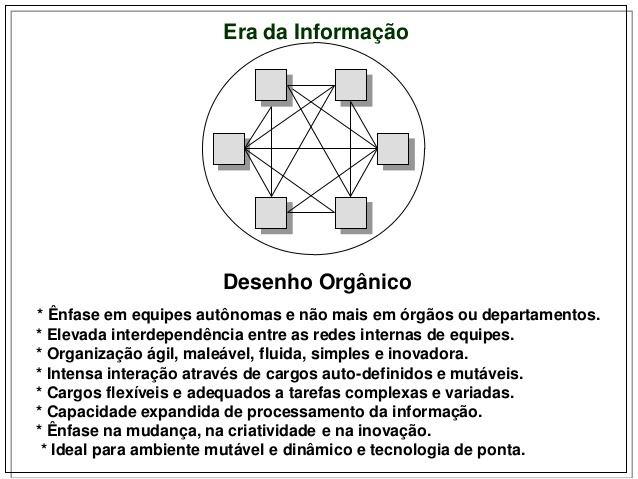 Era da Informação
Desenho Orgânico
* Ênfase em equipes autônomas e não mais em órgãos ou departamentos.
* Elevada interdependência entre as redes internas de equipes.
* Organização ágil, maleável, fluida, simples e inovadora.
* Intensa interação através de cargos auto-definidos e mutáveis.
* Cargos flexíveis e adequados a tarefas complexas e variadas.
* Capacidade expandida de processamento da informação.
* Ênfase na mudança, na criatividade e na inovação.
* Ideal para ambiente mutável e dinâmico e tecnologia de ponta.